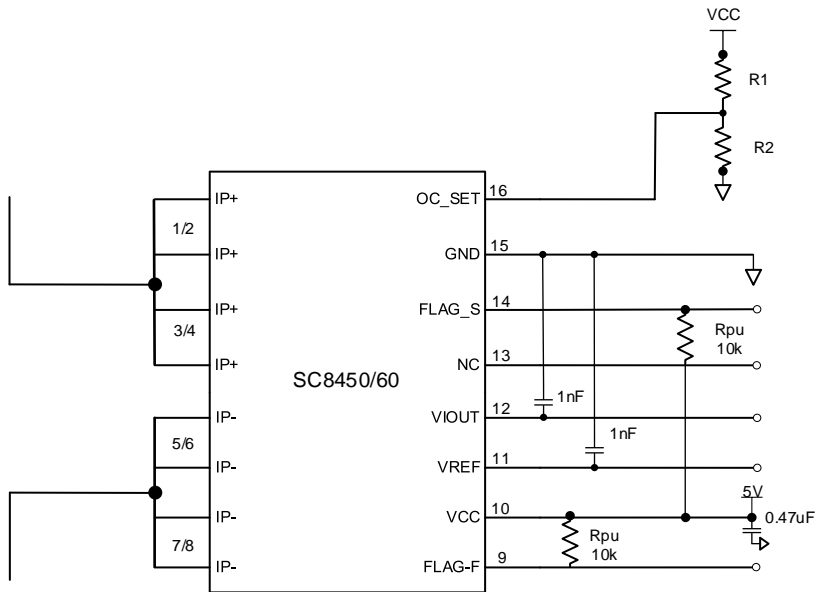 VCC
R1
R2
IP+
OC_SET
16
1/2
IP+
GND
15
IP+
FLAG_S
14
3/4
Rpu
10k
IP+
NC
13
SC8450/60
1nF
IP-
VIOUT
12
5/6
1nF
IP-
VREF
11
5V
IP-
VCC
10
0.47uF
7/8
Rpu
10k
IP-
FLAG-F
9